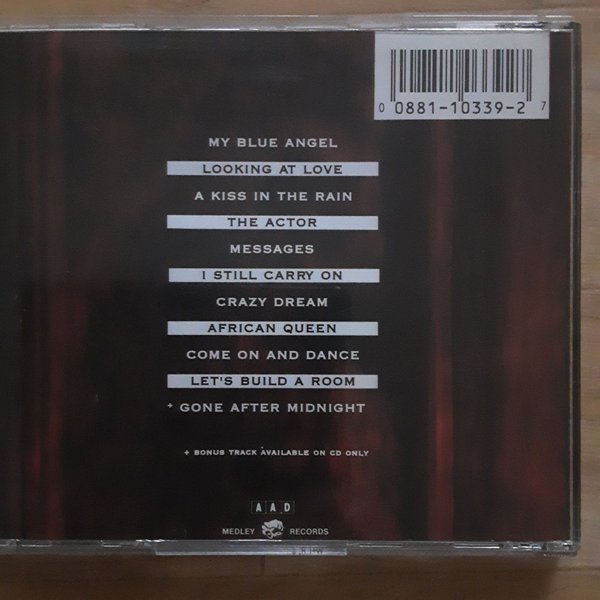 0 0881-10339-2 7
MY BLUE ANGEL
LOOKING AT LOVE
A KISS IN THE RAIN
THE ACTOR
MESSAGES
I STILL CARRY ON
CRAZY DREAM
AFRICAN QUEEN
COME ON AND DANCE
LET'S BUILD A ROOM
+ GONE AFTER MIDNIGHT
+ BONUS TRACK AVAILABLE ON CD ONLY
AAD
MEDLEY RECORDS